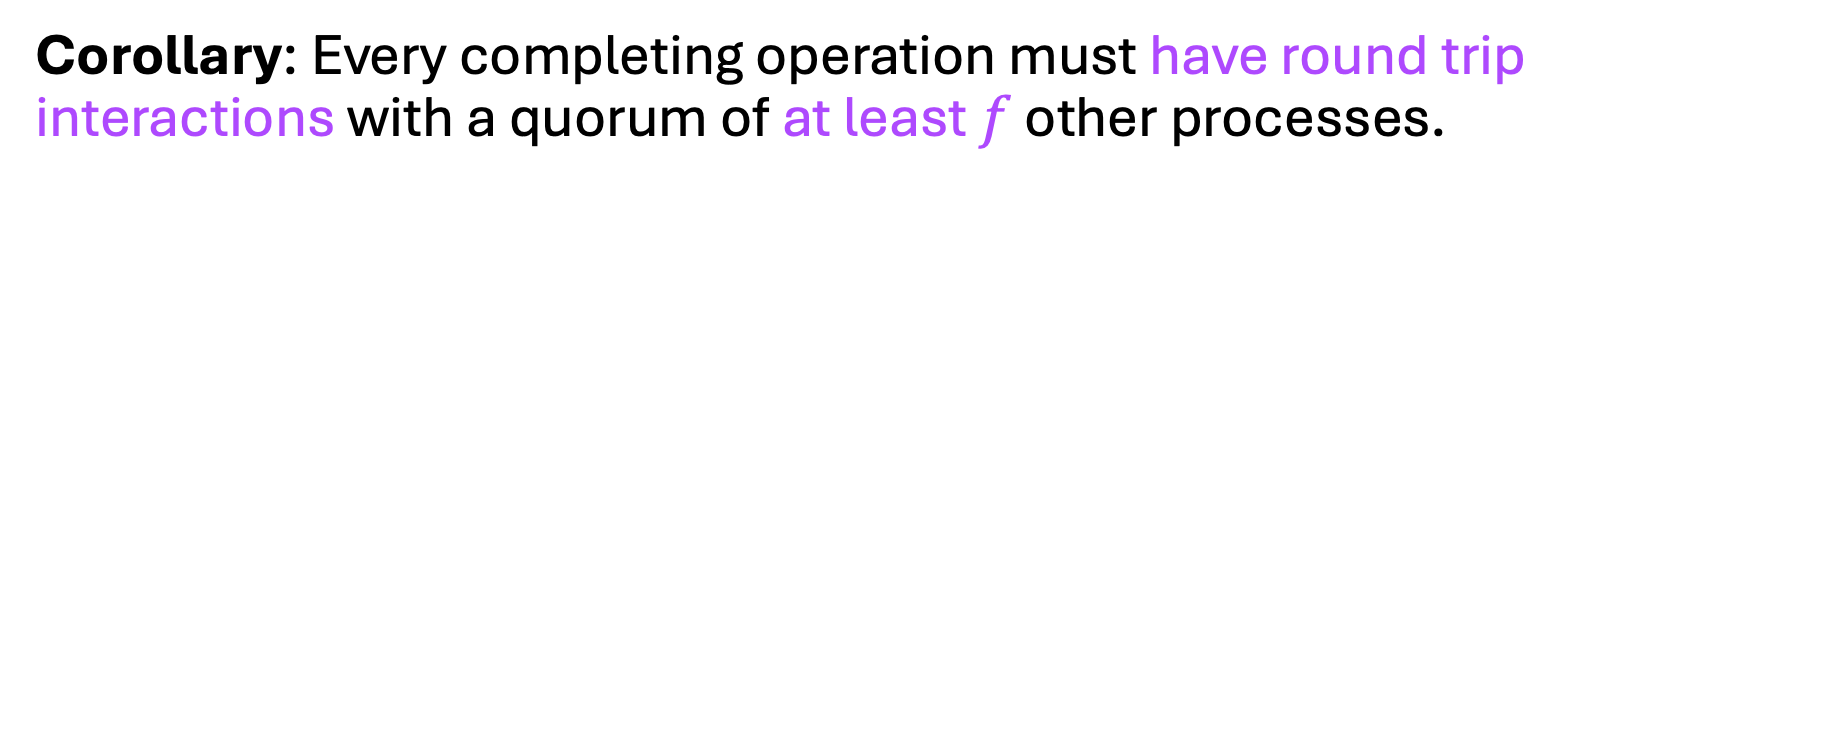 Corollary: Every completing operation must have round trip
interactions with a quorum of at least f other processes.